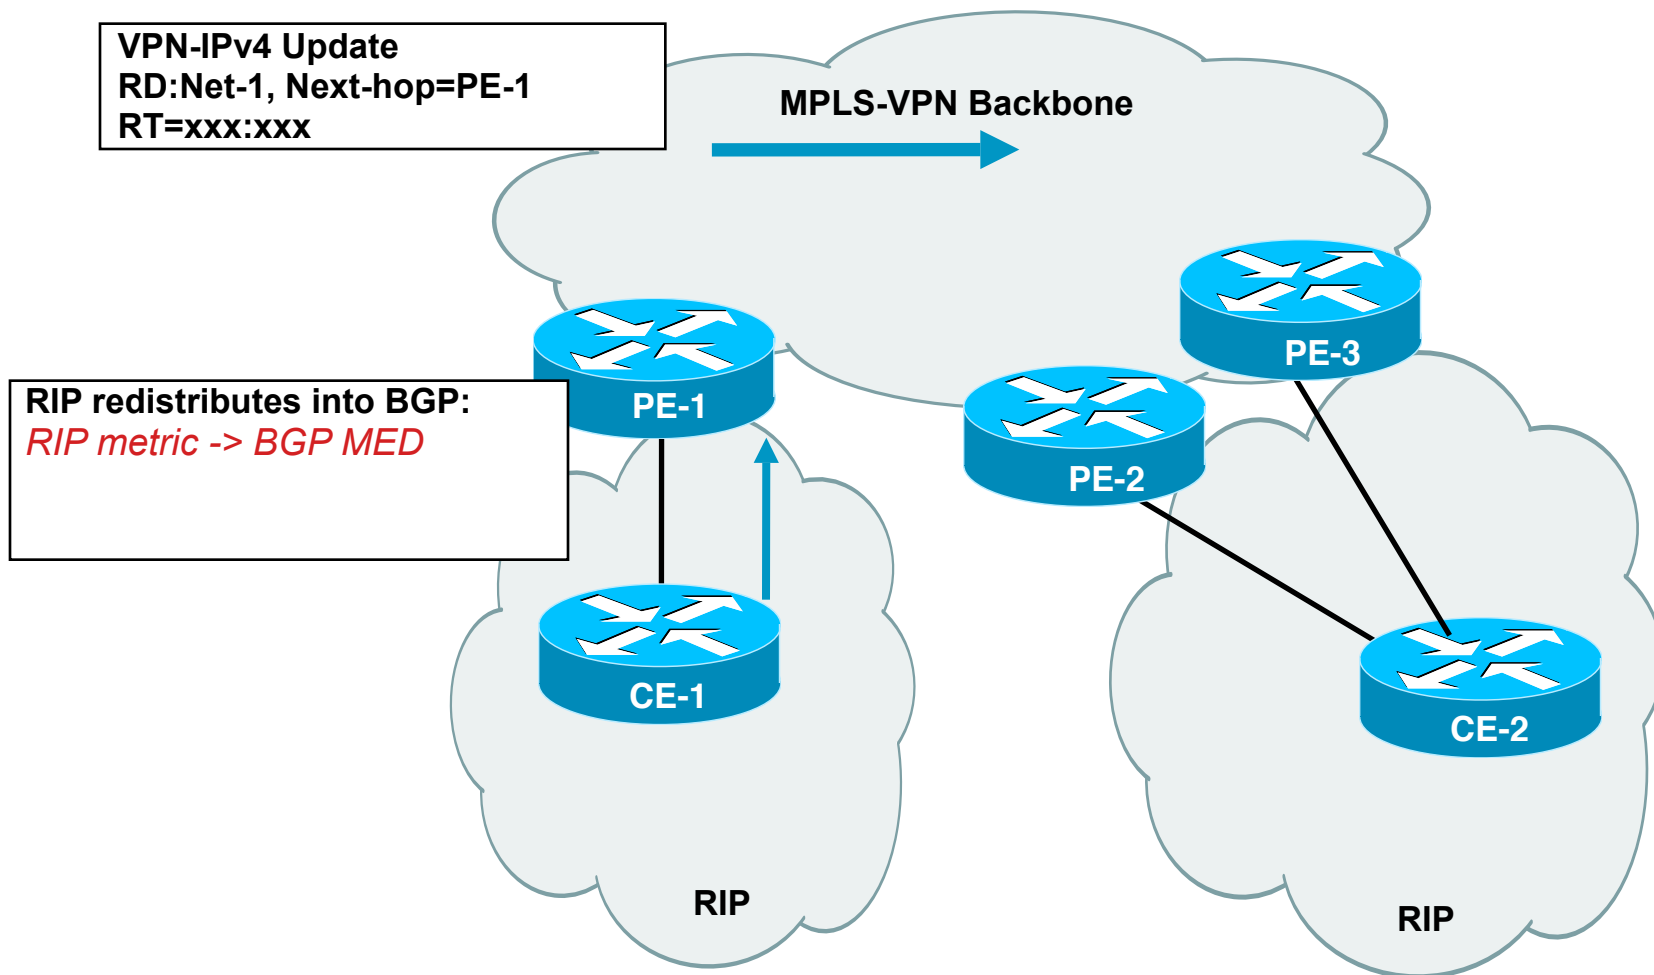 VPN-IPv4 Update
RD:Net-1, Next-hop=PE-1
RT=xxx:xxx
MPLS-VPN Backbone
PE-3
PE-1
RIP redistributes into BGP:
RIP metric -> BGP MED
PE-2
CE-1
CE-2
RIP
RIP